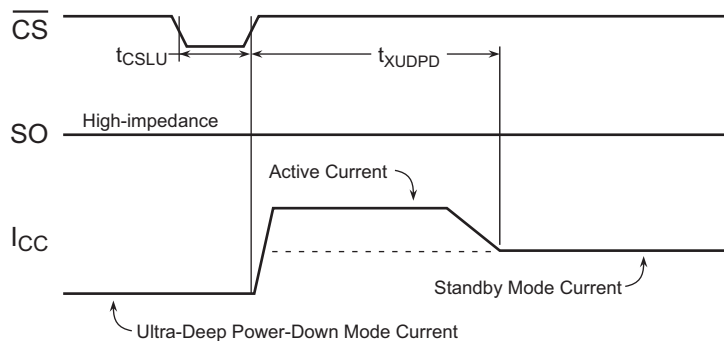 CS
tCSLU
tXUDPD
High-impedance
SO
Active Current
ICC
Standby Mode Current
Ultra-Deep Power-Down Mode Current